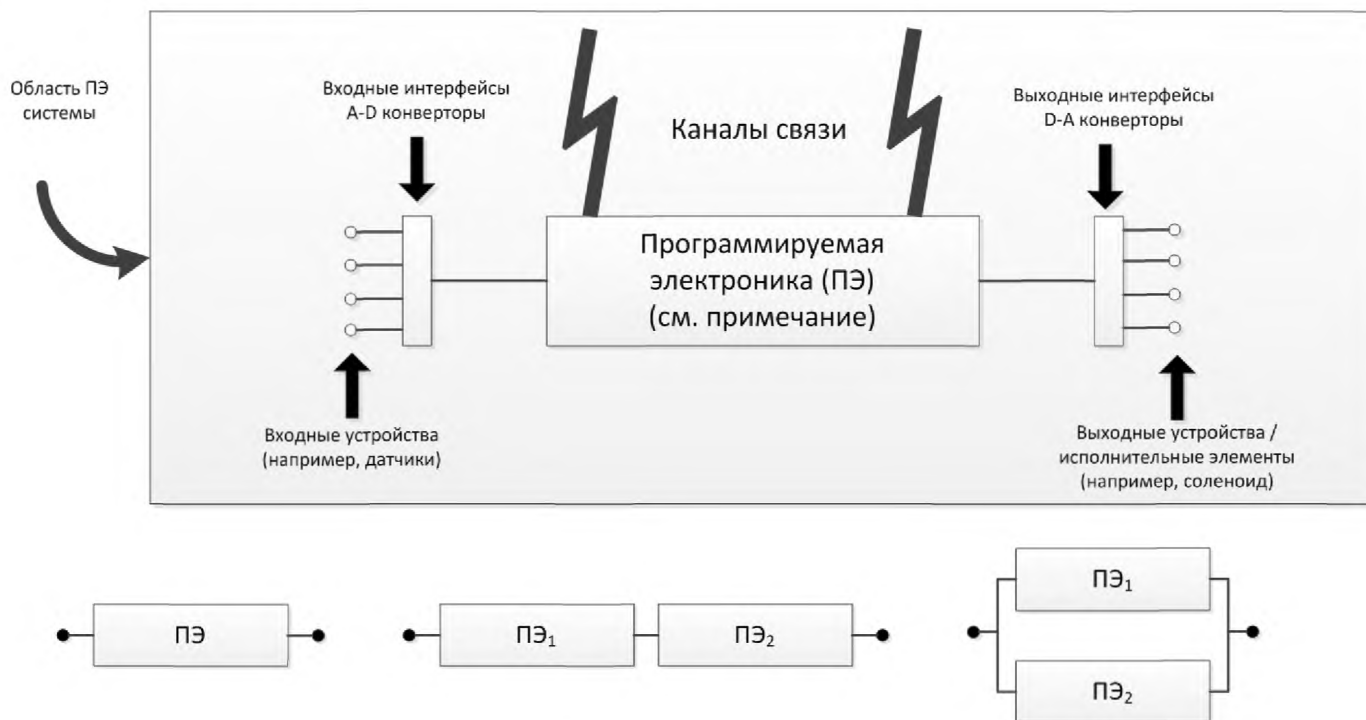 Область ПЭ
системы
Входные интерфейсы
A-D конверторы
Каналы связи
Выходные интерфейсы
D-A конверторы
Программируемая
электроника (ПЭ)
(см. примечание)
Входные устройства
(например, датчики)
Выходные устройства /
исполнительные элементы
(например, соленоид)
ПЭ
ПЭ₁
ПЭ₂
ПЭ₁
ПЭ₂